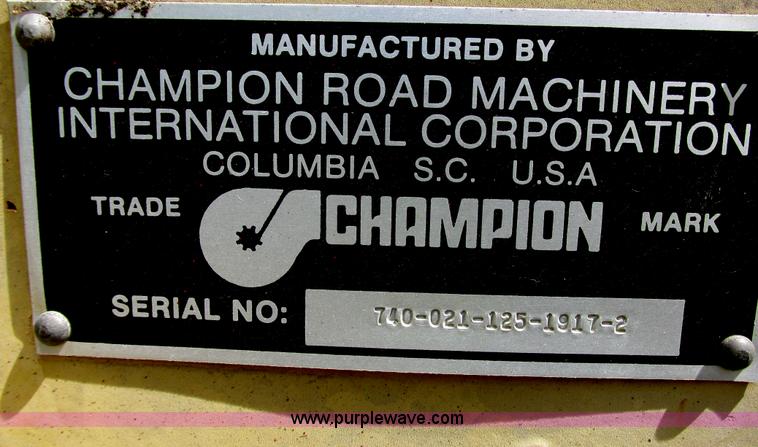 MANUFACTURED BY
CHAMPION ROAD MACHINERY
INTERNATIONAL CORPORATION
COLUMBIA S.C. U.S.A
TRADE CHAMPION MARK
SERIAL NO: 740-021-125-1917-2
www.purplewave.com